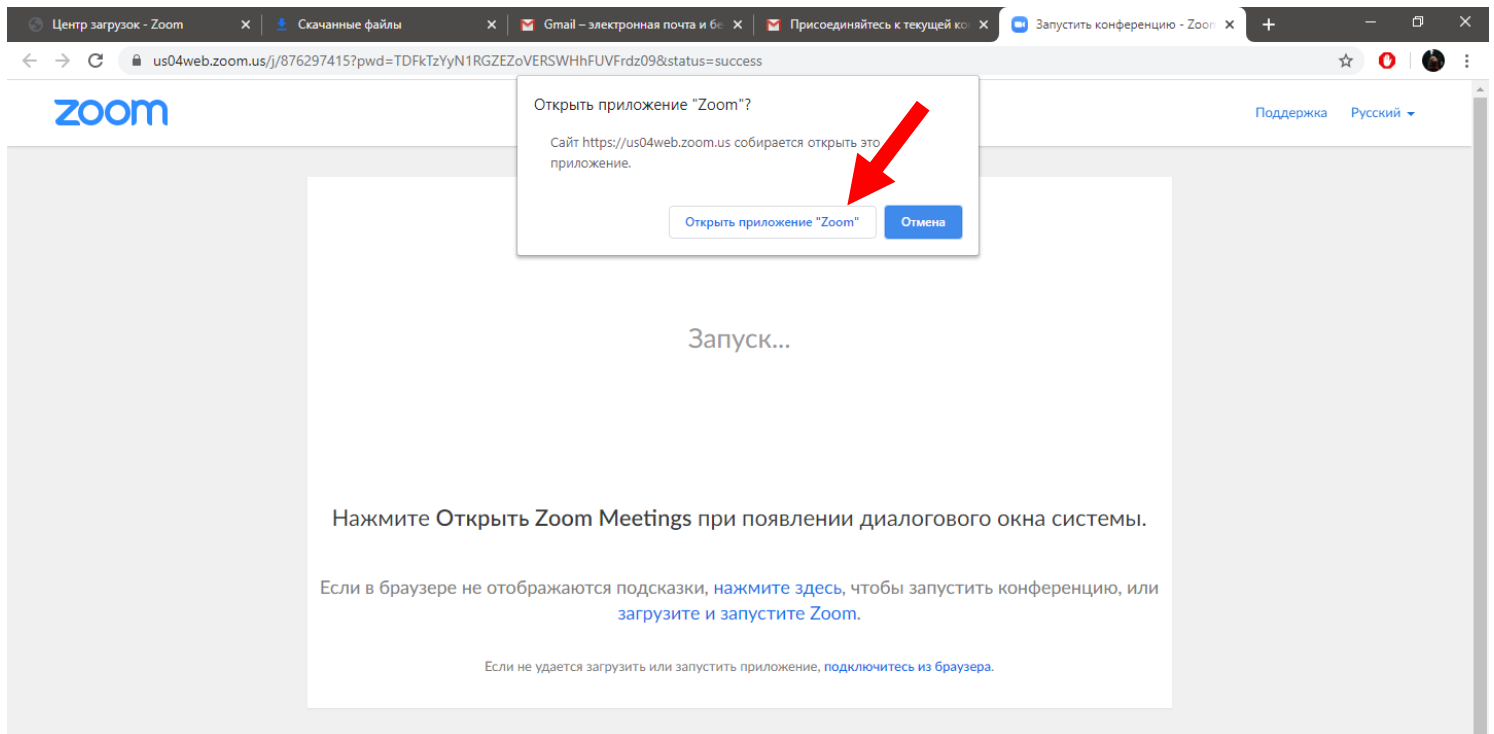 Центр загрузок - Zoom
Скачанные файлы
Gmail – электронная почта и бе
Присоединяйтесь к текущей ко
Запустить конференцию - Zoom
us04web.zoom.us/j/876297415?pwd=TDFkTzYyN1RGZEZoVERSWHhFUVFrdz09&status=success
zoom
Поддержка
Русский
Открыть приложение "Zoom"?
Сайт https://us04web.zoom.us собирается открыть это
приложение.
Открыть приложение "Zoom"
Отмена
Запуск...
Нажмите Открыть Zoom Meetings при появлении диалогового окна системы.
Если в браузере не отображаются подсказки, нажмите здесь, чтобы запустить конференцию, или
загрузите и запустите Zoom.
Если не удается загрузить или запустить приложение, подключитесь из браузера.